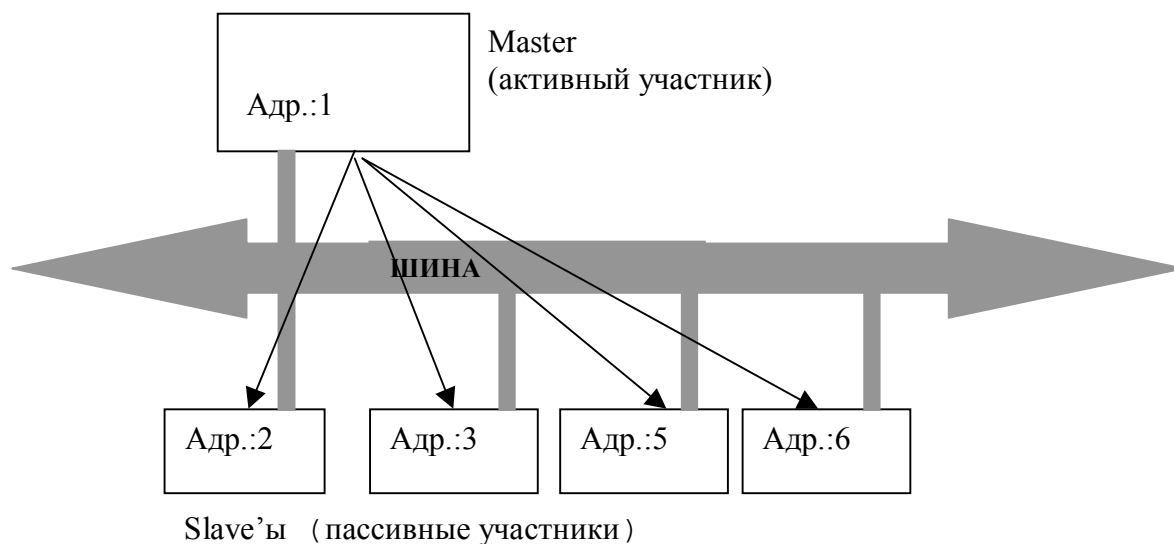 Master
(активный участник)
Адр.:1
ШИНА
Адр.:2
Адр.:3
Адр.:5
Адр.:6
Slave’ы (пассивные участники)